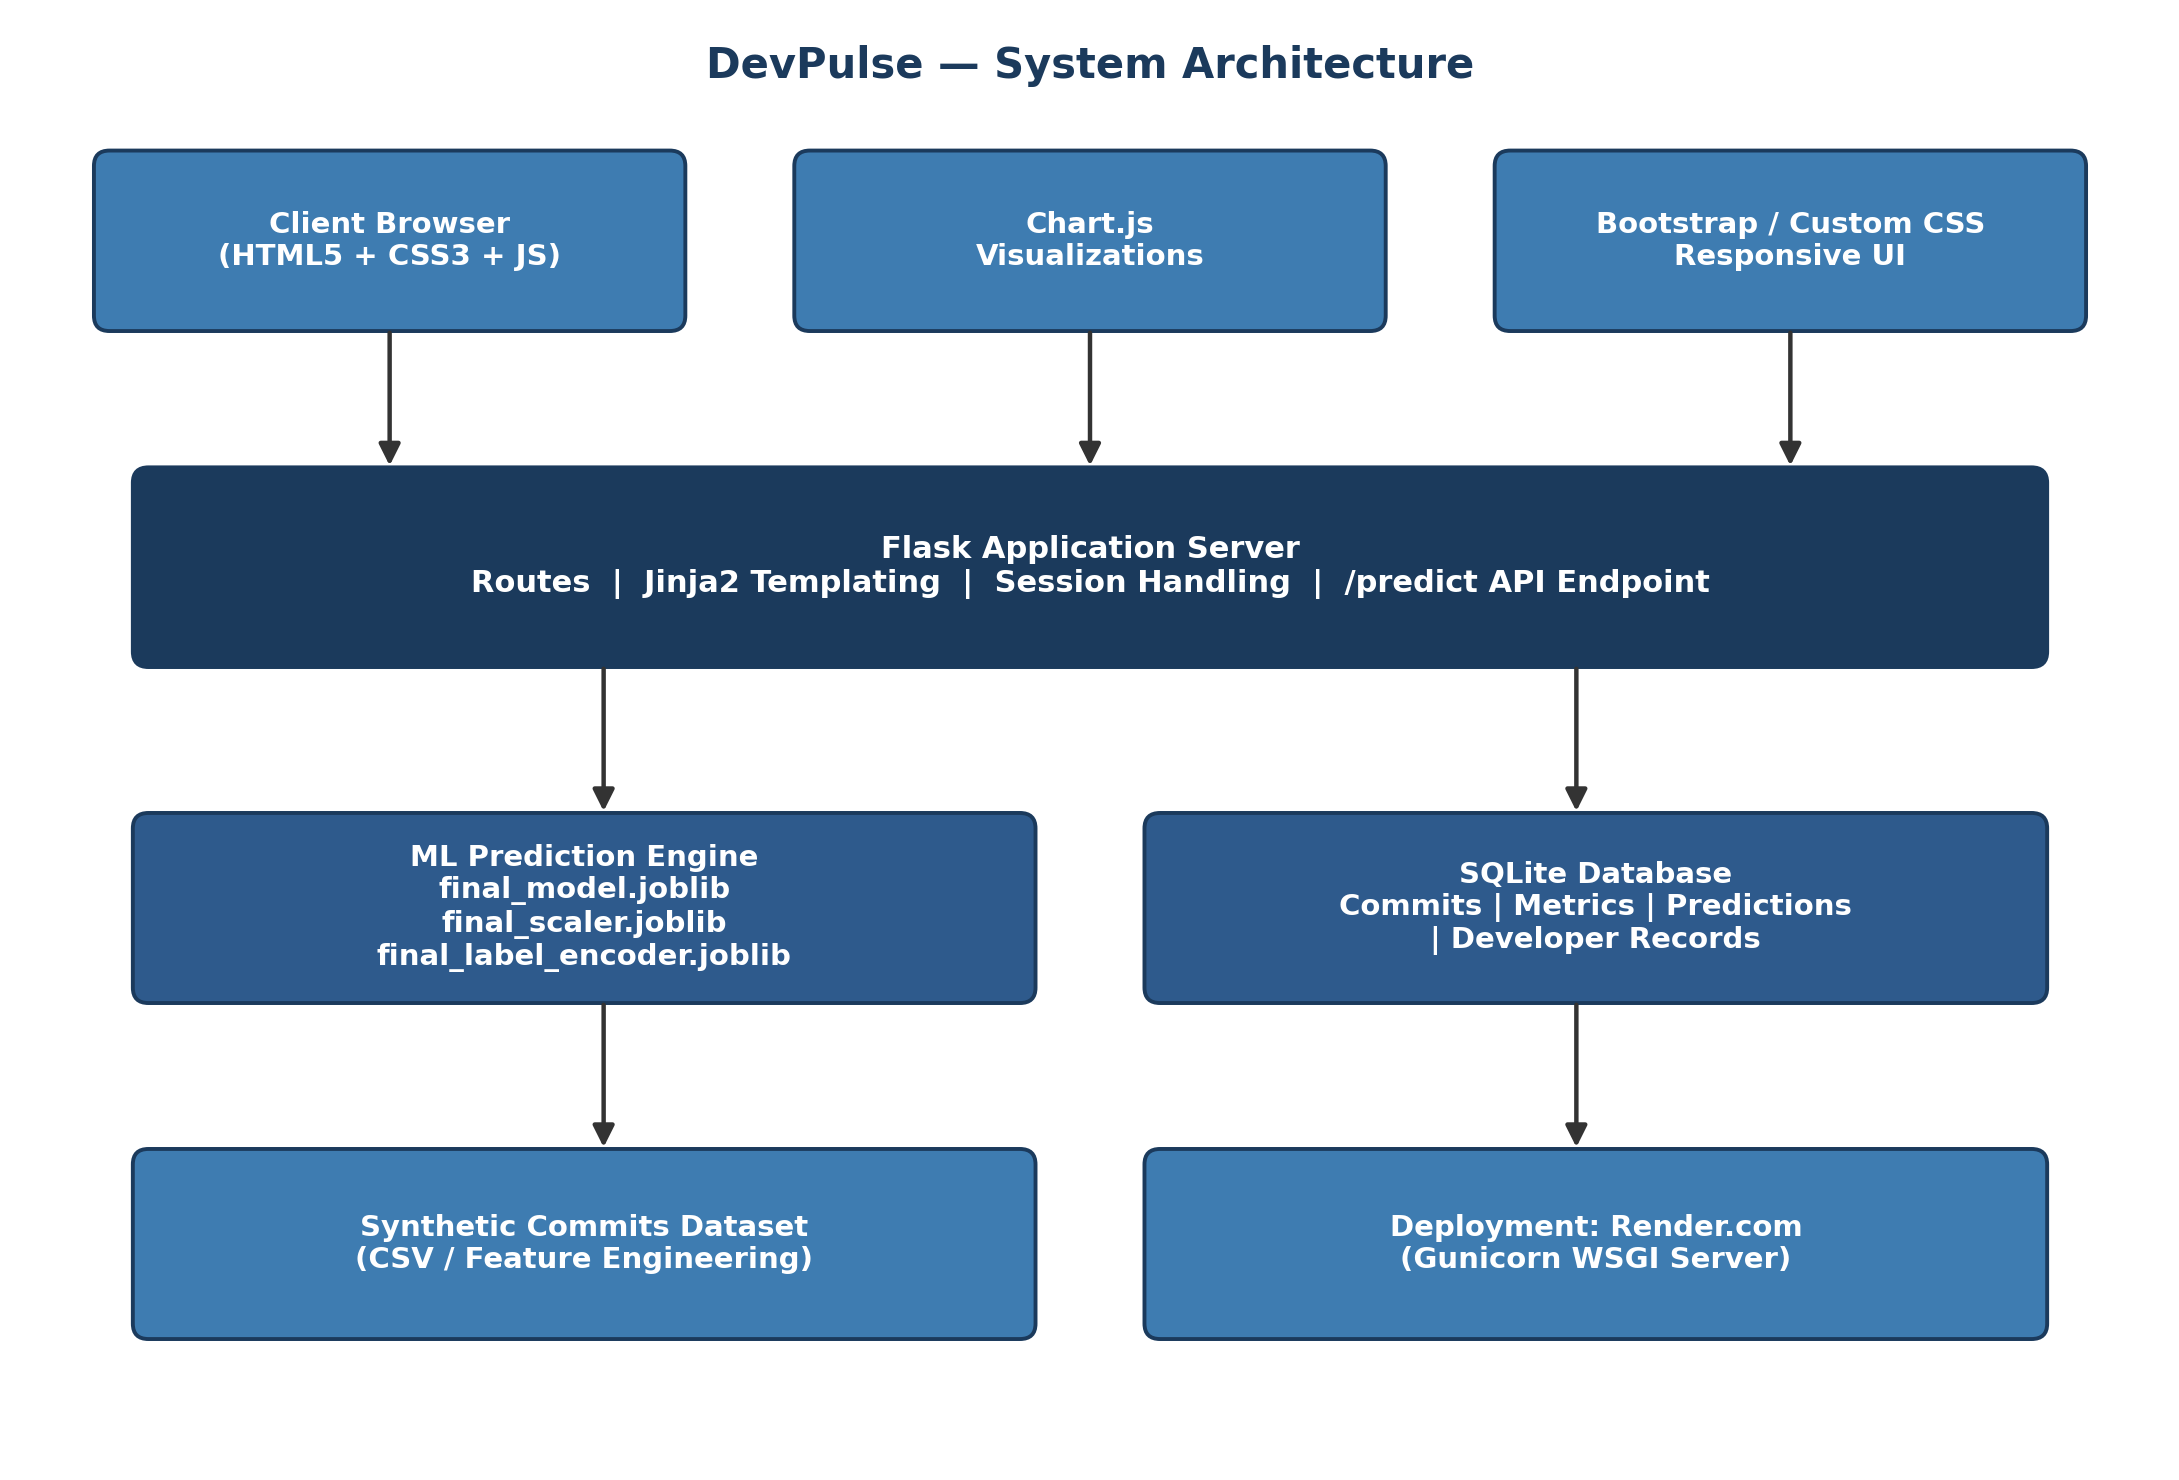 DevPulse — System Architecture
Client Browser
(HTML5 + CSS3 + JS)
Chart.js
Visualizations
Bootstrap / Custom CSS
Responsive UI
Flask Application Server
Routes  |  Jinja2 Templating  |  Session Handling  |  /predict API Endpoint
ML Prediction Engine
final_model.joblib
final_scaler.joblib
final_label_encoder.joblib
SQLite Database
Commits | Metrics | Predictions
| Developer Records
Synthetic Commits Dataset
(CSV / Feature Engineering)
Deployment: Render.com
(Gunicorn WSGI Server)